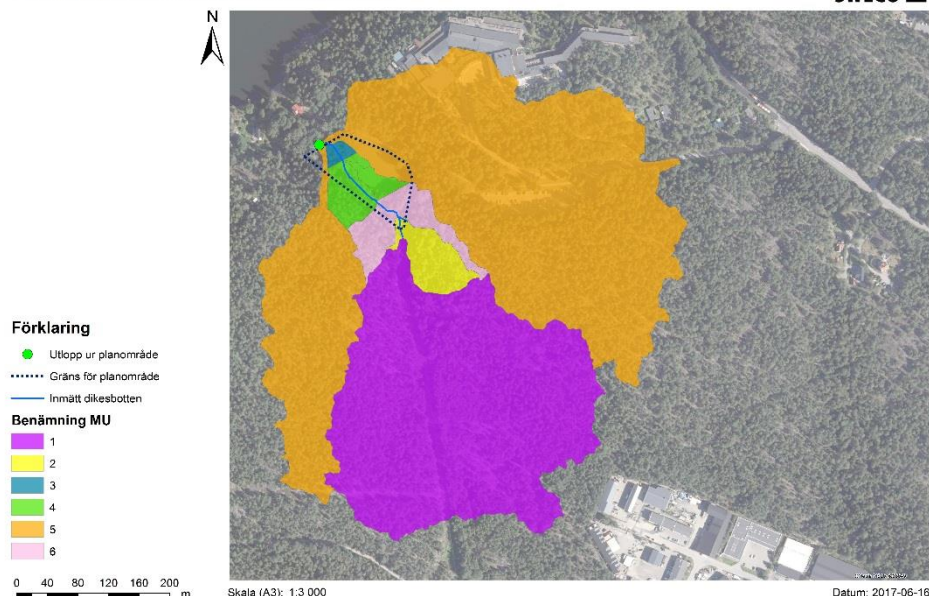 N
Förklaring
Utlopp ur planområde
Gräns för planområde
Inmätt dikesbotten
Benämning MU
1
2
3
4
5
6
0 40 80 120 160 200
m
Skala (A3): 1:3 000
Datum: 2017-06-16